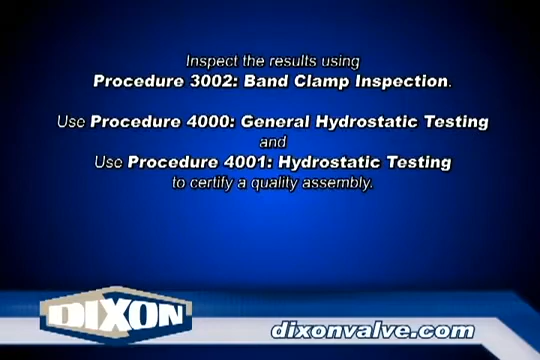 Inspect the results using
Procedure 3002: Band Clamp Inspection.
Use Procedure 4000: General Hydrostatic Testing
and
Use Procedure 4001: Hydrostatic Testing
to certify a quality assembly.
DIXON
dixonvalve.com